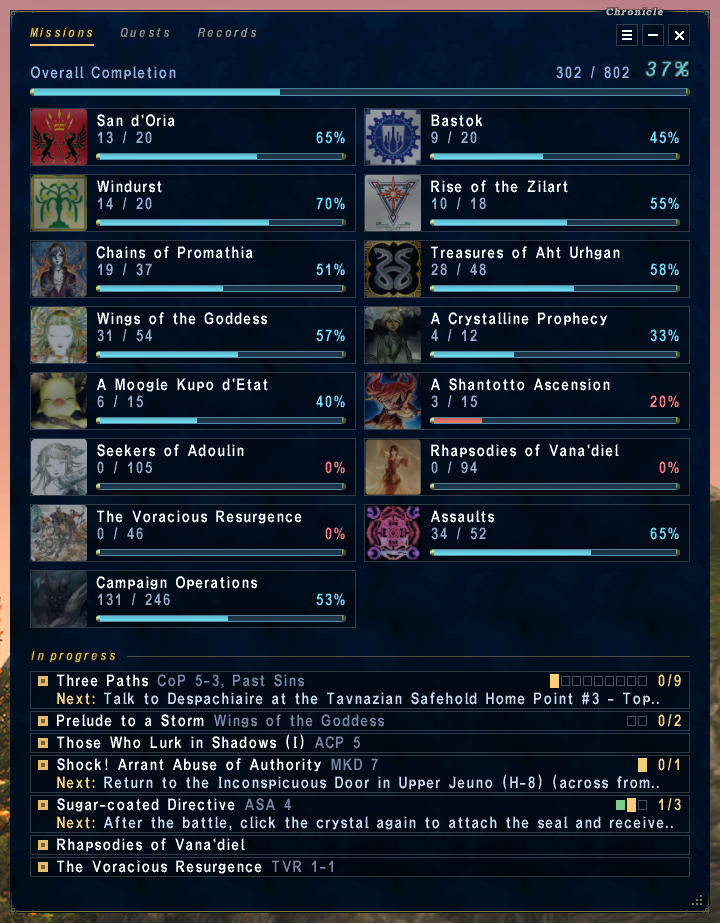 Chronicle
Missions Quests Records
Overall Completion 302 / 802 37%
San d'Oria
13 / 20 65%
Bastok
9 / 20 45%
Windurst
14 / 20 70%
Rise of the Zilart
10 / 18 55%
Chains of Promathia
19 / 37 51%
Treasures of Aht Urhgan
28 / 48 58%
Wings of the Goddess
31 / 54 57%
A Crystalline Prophecy
4 / 12 33%
A Moogle Kupo d'Etat
6 / 15 40%
A Shantotto Ascension
3 / 15 20%
Seekers of Adoulin
0 / 105 0%
Rhapsodies of Vana'diel
0 / 94 0%
The Voracious Resurgence
0 / 46 0%
Assaults
34 / 52 65%
Campaign Operations
131 / 246 53%
In progress
Three Paths CoP 5-3, Past Sins 0/9
Next: Talk to Despachiaire at the Tavnazian Safehold Home Point #3 - Top..
Prelude to a Storm Wings of the Goddess 0/2
Those Who Lurk in Shadows (I) ACP 5
Shock! Arrant Abuse of Authority MKD 7 0/1
Next: Return to the Inconspicuous Door in Upper Jeuno (H-8) (across from..
Sugar-coated Directive ASA 4 1/3
Next: After the battle, click the crystal again to attach the seal and receive..
Rhapsodies of Vana'diel
The Voracious Resurgence TVR 1-1